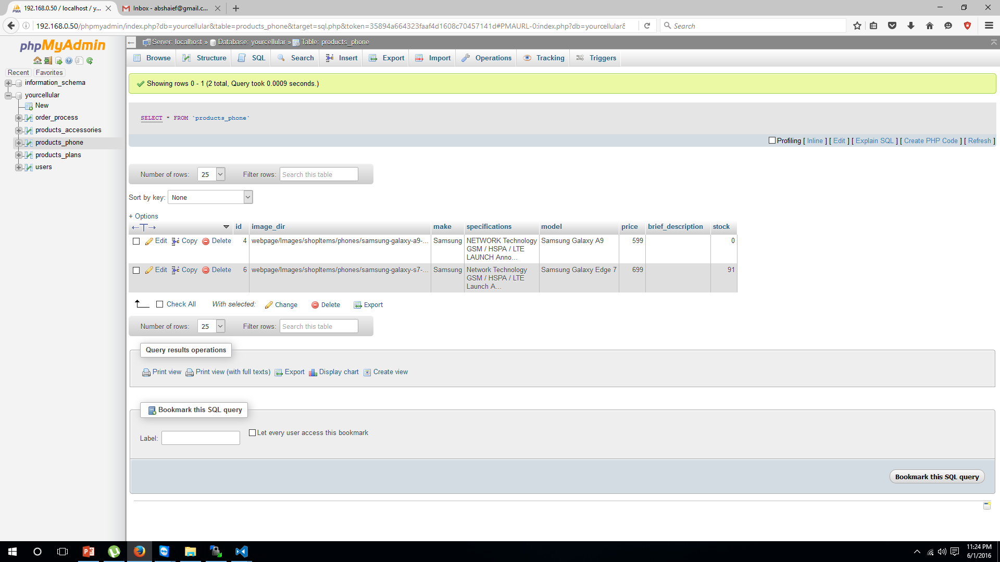 192.168.0.50 / localhost / y...
Inbox - abshaief@gmail.c...
192.168.0.50/phpmyadmin/index.php?db=yourcellular&table=products_phone&target=sql.php&token=35894a664323faaf4d1608c70457141d#PMAURL-0:index.php?db=yourcellular&
Search
phpMyAdmin
Recent Favorites
information_schema
yourcellular
New
order_process
products_accessories
products_phone
products_plans
users
Server: localhost » Database: yourcellular » Table: products_phone
Browse Structure SQL Search Insert Export Import Operations Tracking Triggers
Showing rows 0 - 1 (2 total, Query took 0.0009 seconds.)
SELECT * FROM `products_phone`
Profiling [ Inline ] [ Edit ] [ Explain SQL ] [ Create PHP Code ] [ Refresh ]
Number of rows: 25 Filter rows: Search this table
Sort by key: None
+ Options
id image_dir make specifications model price brief_description stock
Edit Copy Delete 4 webpage/Images/shopItems/phones/samsung-galaxy-a9-... Samsung NETWORK Technology Samsung Galaxy A9 599 0
GSM / HSPA / LTE
LAUNCH Anno...
Edit Copy Delete 6 webpage/Images/shopItems/phones/samsung-galaxy-s7-... Samsung Network Technology Samsung Galaxy Edge 7 699 91
GSM / HSPA / LTE
Launch A...
Check All With selected: Change Delete Export
Number of rows: 25 Filter rows: Search this table
Query results operations
Print view Print view (with full texts) Export Display chart Create view
Bookmark this SQL query
Label: Let every user access this bookmark
Bookmark this SQL query
11:24 PM
6/1/2016